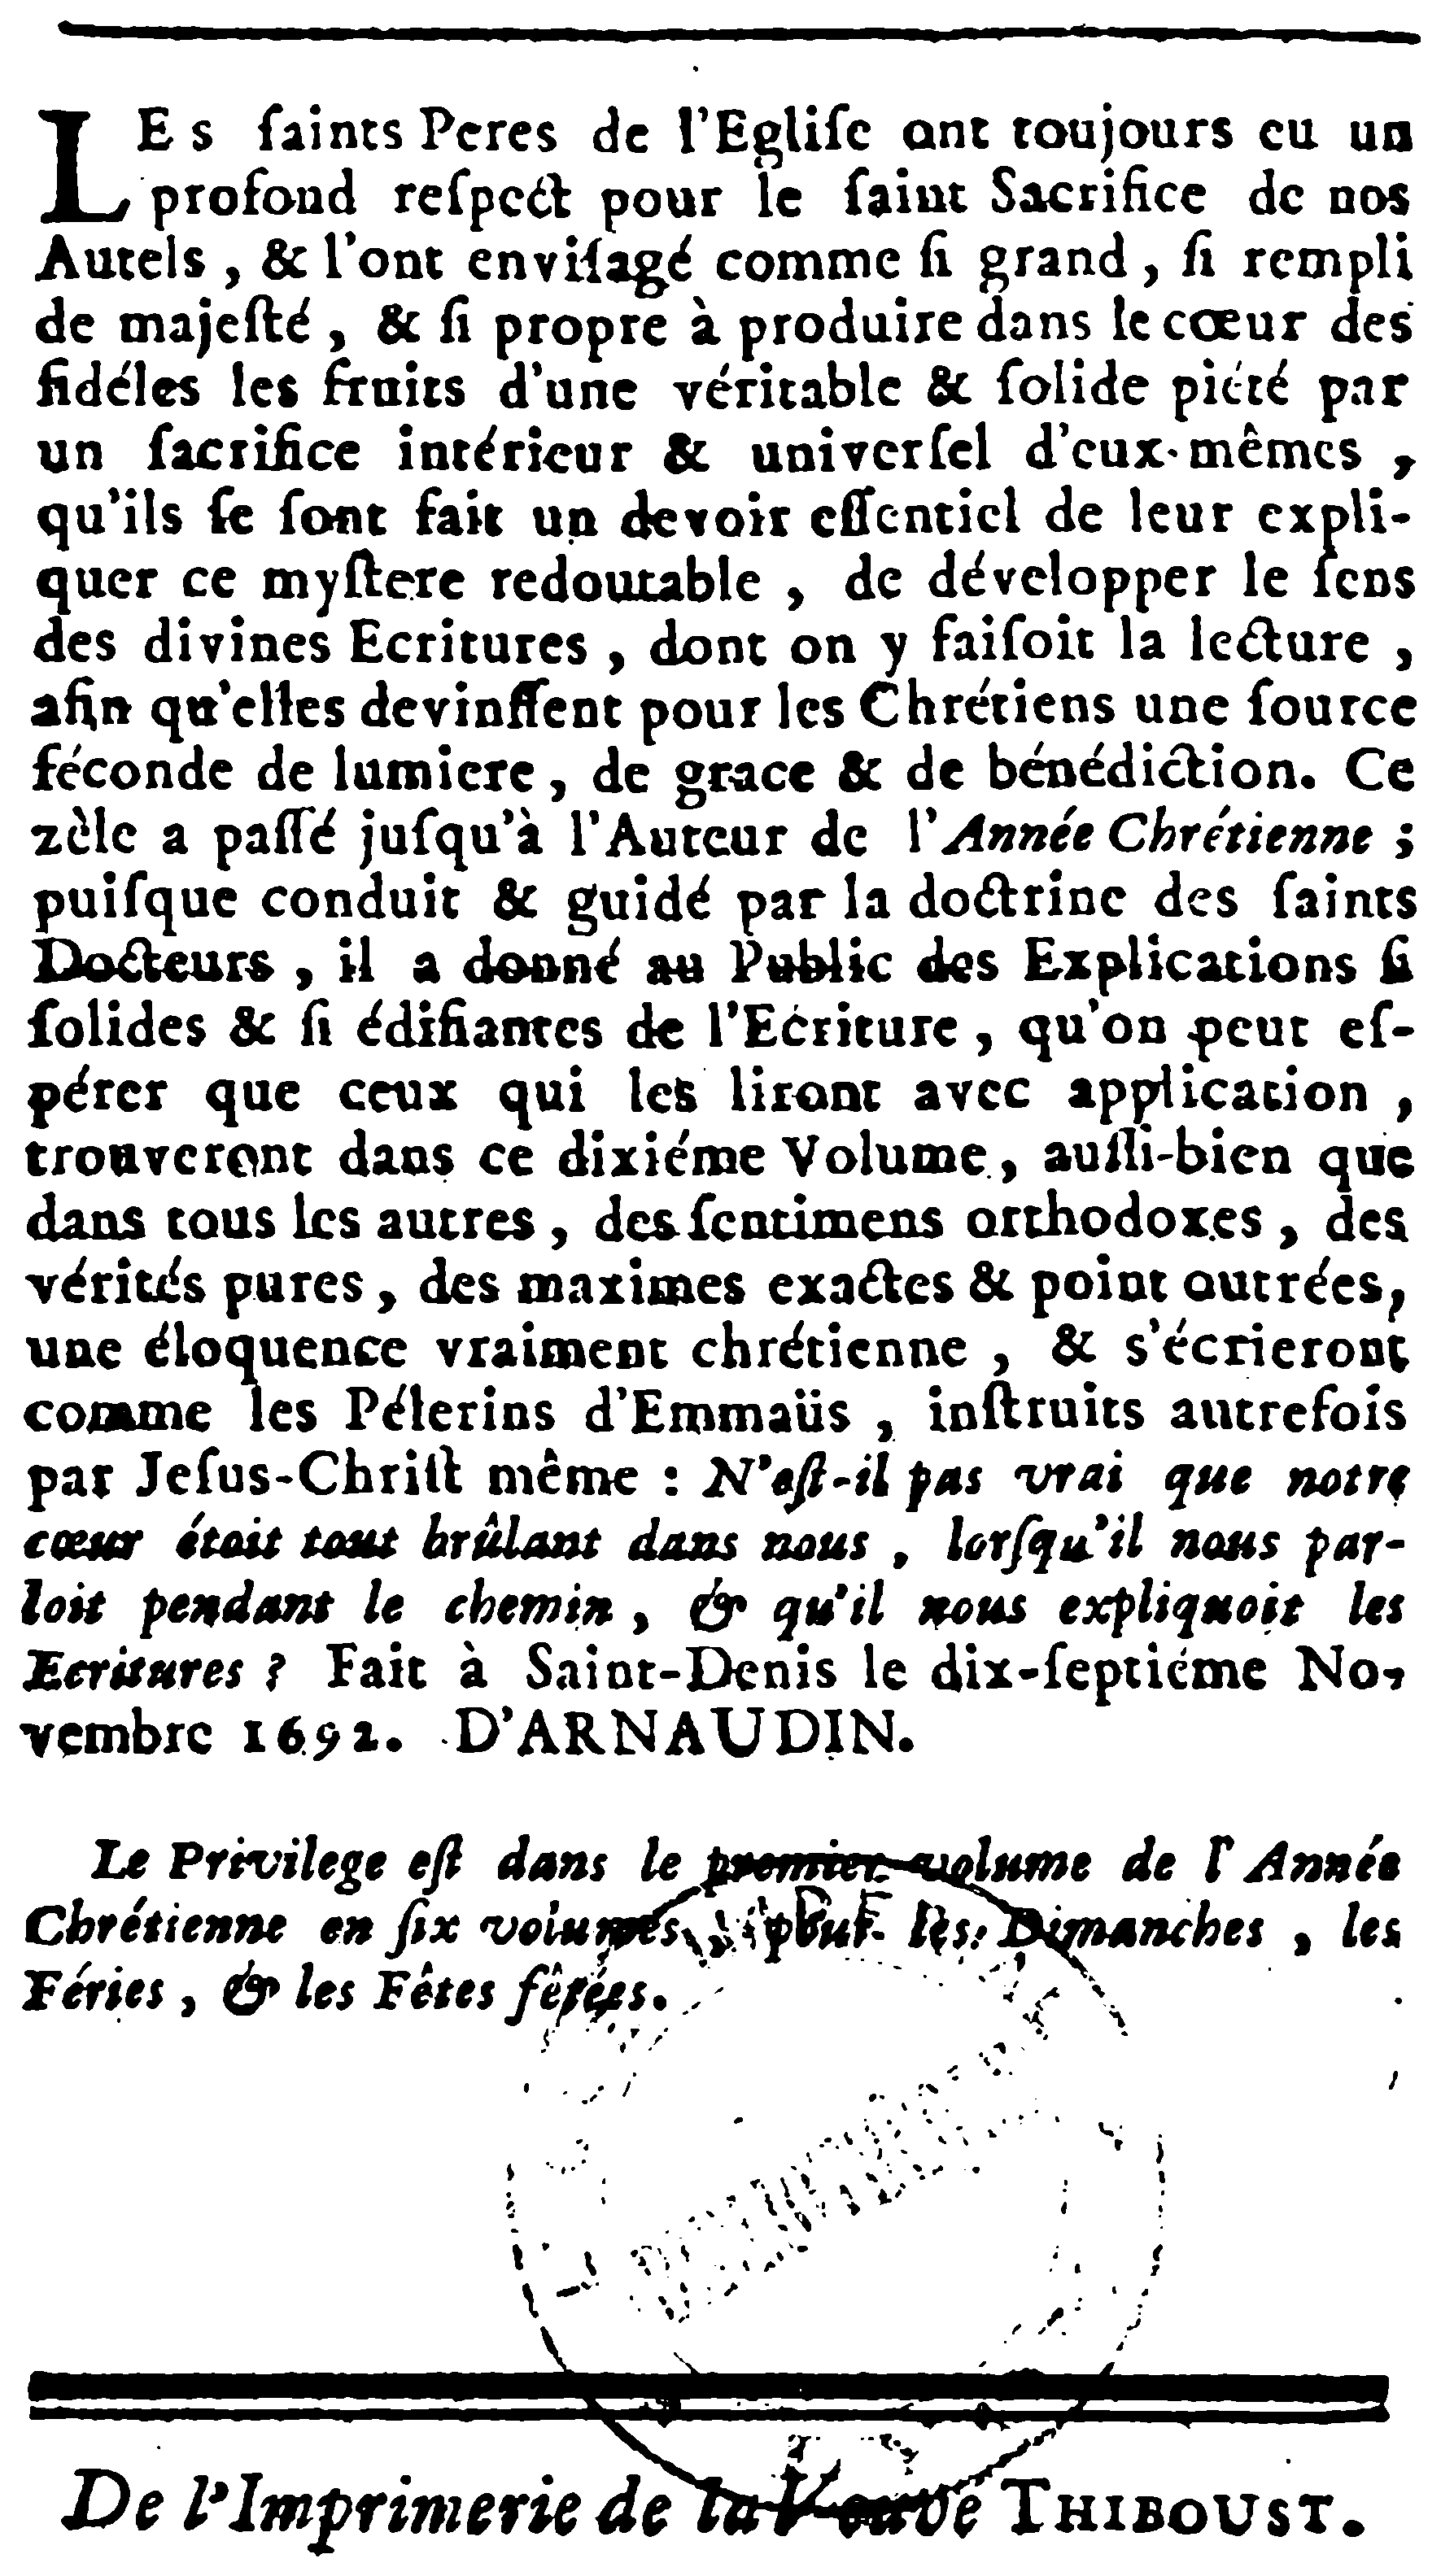 LEs ſaints Peres de l'Egliſe ont toujours eu un
profond reſpect pour le ſaint Sacrifice de nos
Autels, & l'ont enviſagé comme ſi grand, ſi rempli
de majeſté, & ſi propre à produire dans le cœur des
fidéles les fruits d'une véritable & ſolide piété par
un ſacrifice intérieur & univerſel d'eux-mêmes,
qu'ils ſe ſont fait un devoir eſſentiel de leur expli-
quer ce myſtere redoutable, de développer le ſens
des divines Ecritures, dont on y faiſoit la lecture,
afin qu'elles devinſſent pour les Chrétiens une ſource
féconde de lumiere, de grace & de bénédiction. Ce
zèle a paſſé juſqu'à l'Auteur de l'Année Chrétienne;
puiſque conduit & guidé par la doctrine des ſaints
Docteurs, il a donné au Public des Explications ſi
ſolides & ſi édifiantes de l'Ecriture, qu'on peut eſ-
pérer que ceux qui les liront avec application,
trouveront dans ce dixiéme Volume, auſſi-bien que
dans tous les autres, des ſentimens orthodoxes, des
vérités pures, des maximes exactes & point outrées,
une éloquence vraiment chrétienne, & s'écrieront
comme les Pélerins d'Emmaüs, inſtruits autrefois
par Jeſus-Chriſt même : N'eſt-il pas vrai que notre
cœur étoit tout brûlant dans nous, lorſqu'il nous par-
loit pendant le chemin, & qu'il nous expliquoit les
Ecritures ? Fait à Saint-Denis le dix-ſeptiéme No-
vembre 1692. D'ARNAUDIN.
Le Privilege eſt dans le premier volume de l'Année
Chrétienne en ſix volumes, pour les Dimanches, les
Féries, & les Fêtes fêtées.
De l'Imprimerie de la Veuve THIBOUST.